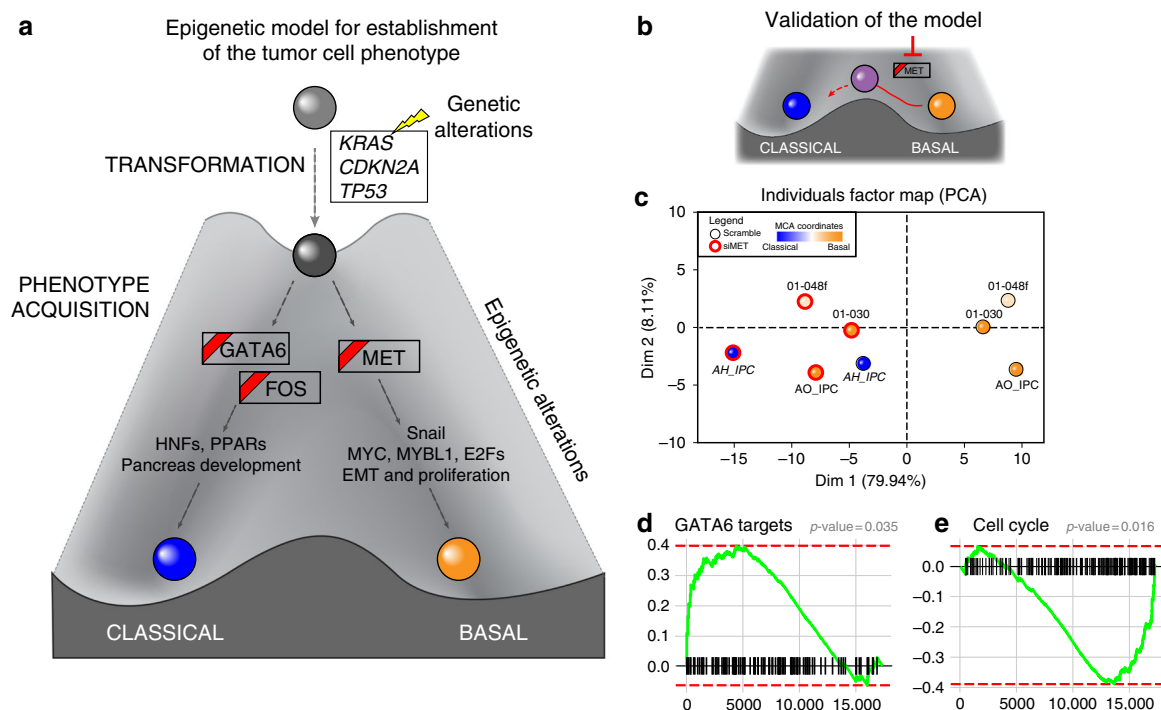 a
Epigenetic model for establishment
of the tumor cell phenotype
Genetic
alterations
KRAS
CDKN2A
TP53
TRANSFORMATION
PHENOTYPE
ACQUISITION
Epigenetic alterations
GATA6
FOS
MET
HNFs, PPARs
Pancreas development
Snail
MYC, MYBL1, E2Fs
EMT and proliferation
CLASSICAL
BASAL
b
Validation of the model
MET
CLASSICAL
BASAL
c
Individuals factor map (PCA)
Legend
Scramble
siMET
MCA coordinates
Classical
Basal
10
5
0
−5
−10
Dim 2 (8.11%)
01-048f
01-048f
01-030
01-030
AH_IPC
AO_IPC
AH_IPC
AO_IPC
−15
−10
−5
0
5
10
Dim 1 (79.94%)
d
GATA6 targets
p-value=0.035
0.4
0.3
0.2
0.1
0.0
0
5000
10,000
15,000
e
Cell cycle
p-value=0.016
0.0
−0.1
−0.2
−0.3
−0.4
0
5000
10,000
15,000